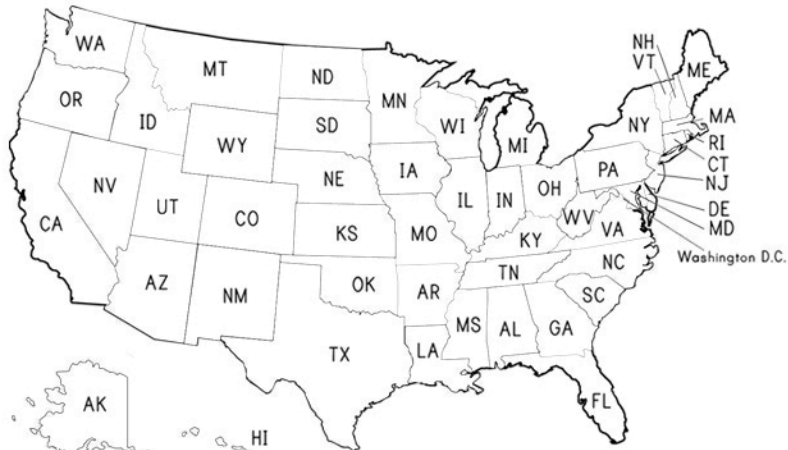 WA
MT
ND
MN
OR
ID
WY
SD
WI
MI
NH
VT
ME
NY
MA
RI
CT
NJ
PA
DE
MD
Washington D.C.
NV
UT
CO
NE
IA
IL
IN
OH
WV
VA
CA
KS
MO
KY
AZ
NM
OK
AR
TN
NC
SC
TX
LA
MS
AL
GA
FL
AK
HI